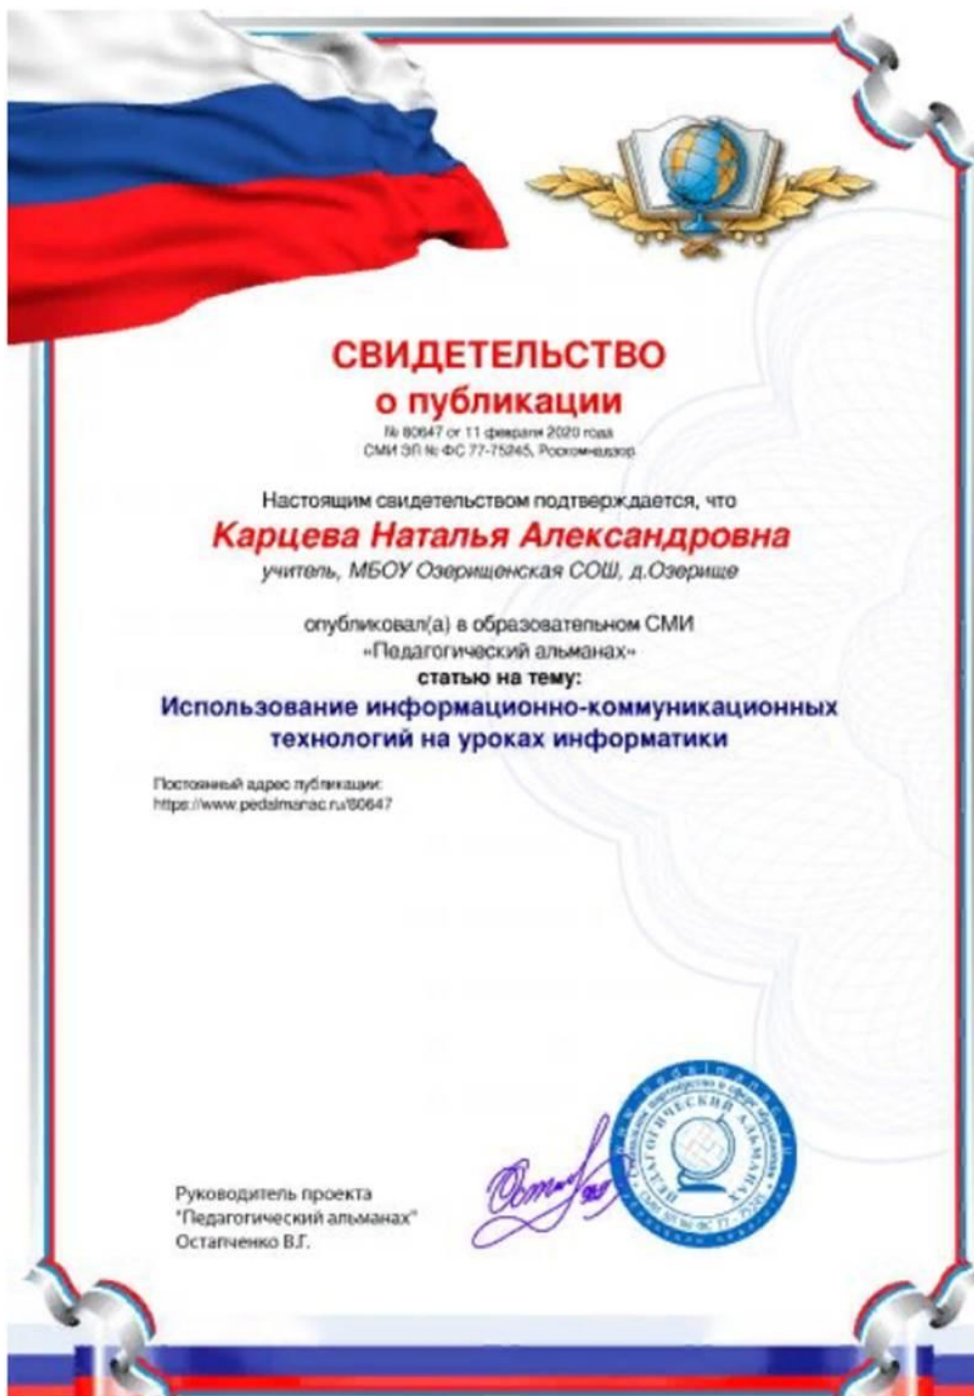 СВИДЕТЕЛЬСТВО
о публикации
№ 80647 от 11 февраля 2020 года
СМИ ЭЛ № ФС 77-75245, Роскомнадзор
Настоящим свидетельством подтверждается, что
Карцева Наталья Александровна
учитель, МБОУ Озерищенская СОШ, д.Озерище
опубликовал(а) в образовательном СМИ
«Педагогический альманах»
статью на тему:
Использование информационно-коммуникационных
технологий на уроках информатики
Постоянный адрес публикации:
https://www.pedalmanac.ru/80647
Руководитель проекта
"Педагогический альманах"
Остапченко В.Г.
ПЕДАГОГИЧЕСКИЙ АЛЬМАНАХ